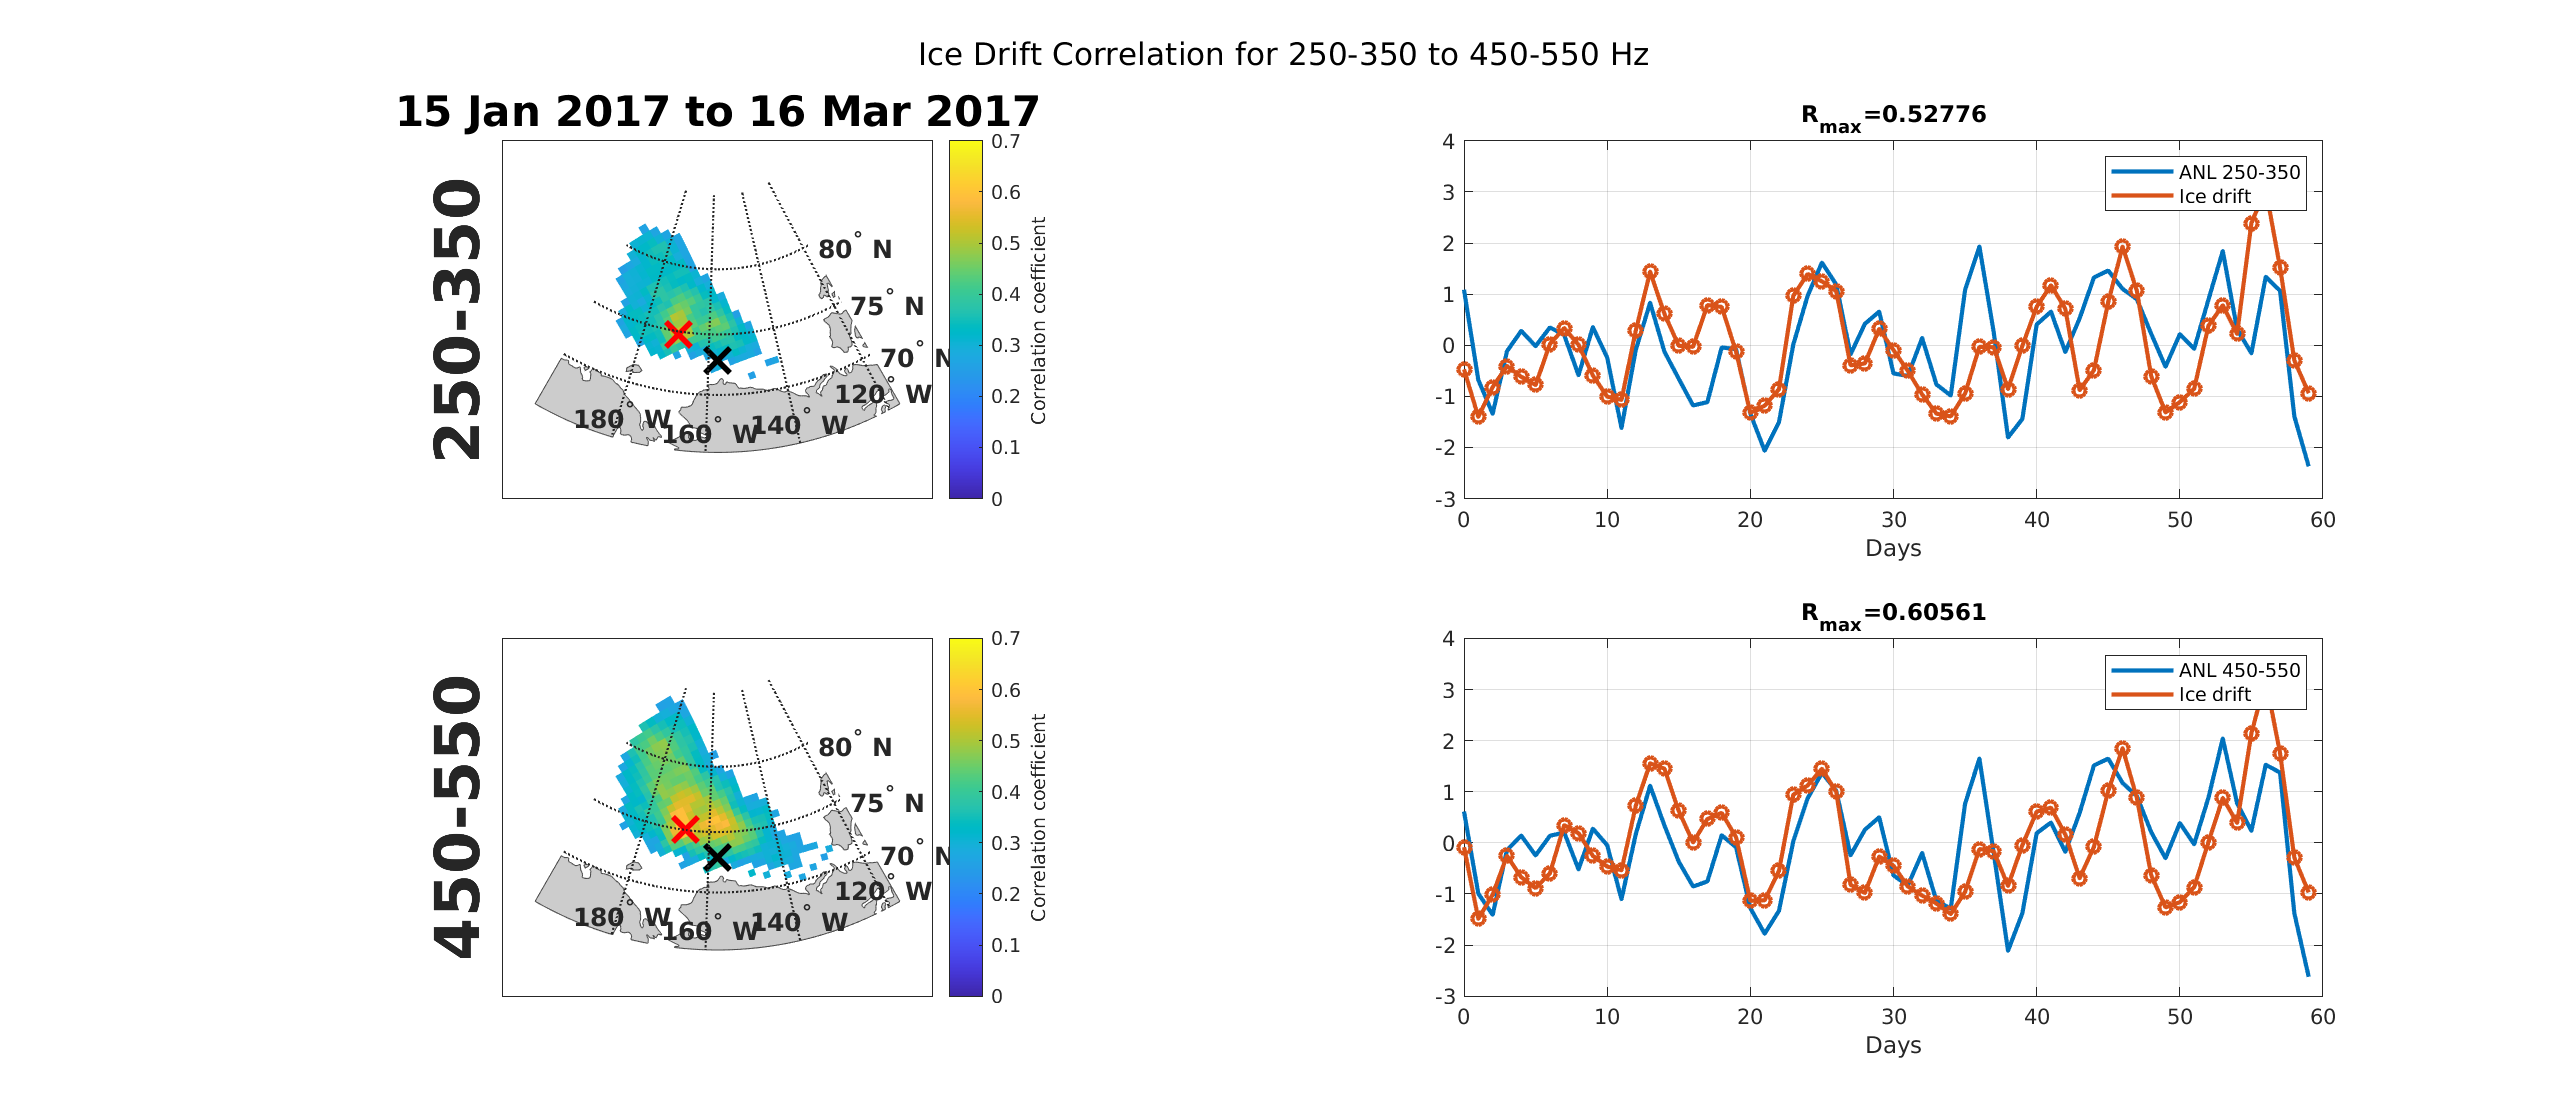 Ice Drift Correlation for 250-350 to 450-550 Hz
15 Jan 2017 to 16 Mar 2017
250-350
80° N
75° N
70° N
120° W
140° W
160° W
180° W
0.7
0.6
0.5
0.4
0.3
0.2
0.1
0
Correlation coefficient
Rmax=0.52776
4
3
2
1
0
-1
-2
-3
0 10 20 30 40 50 60
Days
ANL 250-350
Ice drift
450-550
80° N
75° N
70° N
120° W
140° W
160° W
180° W
0.7
0.6
0.5
0.4
0.3
0.2
0.1
0
Correlation coefficient
Rmax=0.60561
4
3
2
1
0
-1
-2
-3
0 10 20 30 40 50 60
Days
ANL 450-550
Ice drift